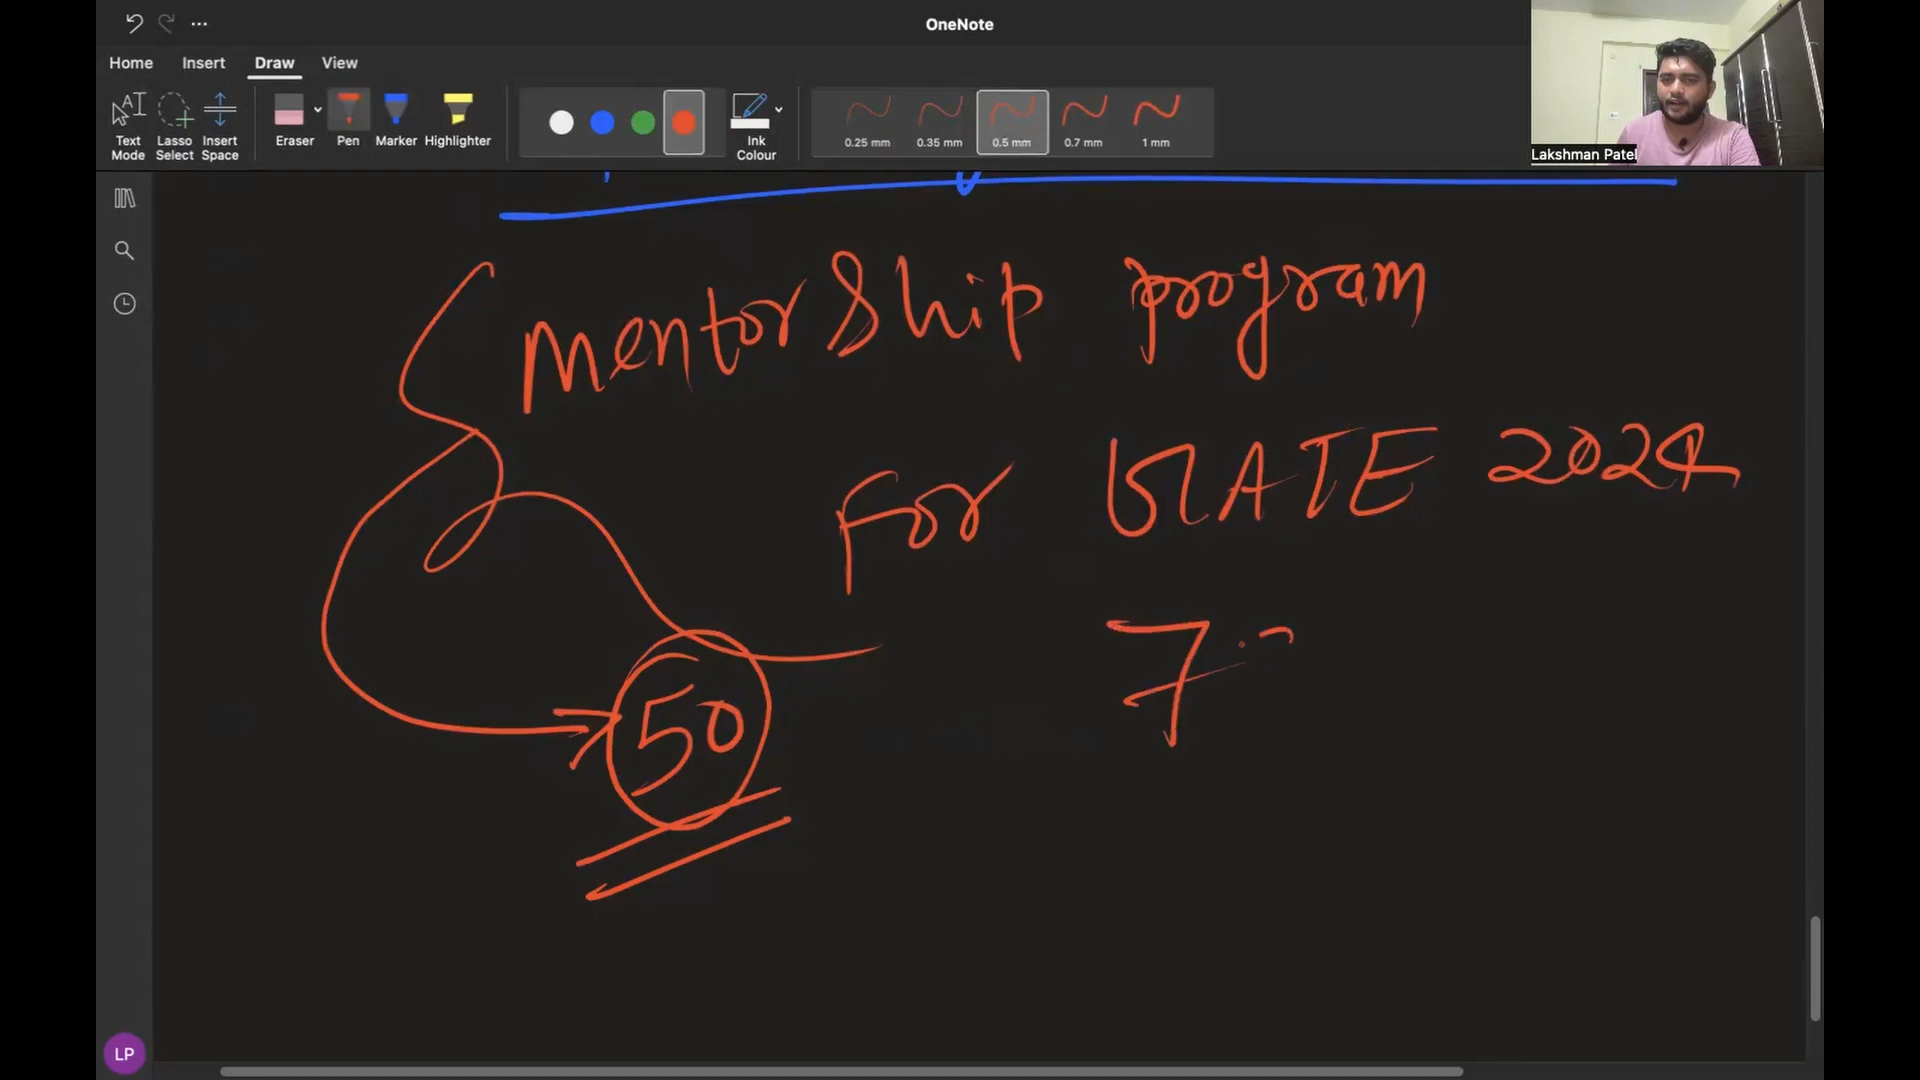 OneNote
Home Insert Draw View
Text Mode
Lasso Select
Insert Space
Eraser
Pen
Marker
Highlighter
Ink Colour
0.25 mm
0.35 mm
0.5 mm
0.7 mm
1 mm
Lakshman Patel
Mentorship program
For GATE 2024
7
50
LP